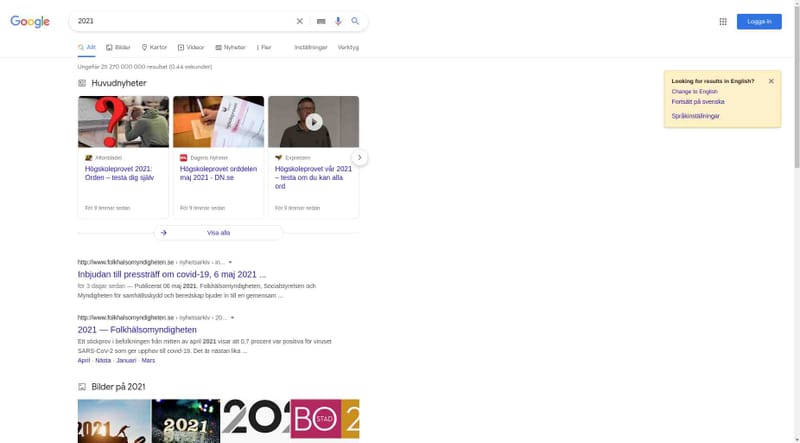 Google
2021
Logga in
Allt
Bilder
Kartor
Videor
Nyheter
Fler
Inställningar
Verktyg
Ungefär 25 270 000 000 resultat (0,44 sekunder)
Looking for results in English?
Change to English
Fortsätt på svenska
Språkinställningar
Huvudnyheter
Aftonbladet
Högskoleprovet 2021:
Orden – testa dig själv
För 9 timmar sedan
Dagens Nyheter
Högskoleprovet orddelen
maj 2021 - DN.se
För 9 timmar sedan
Expressen
Högskoleprovet vår 2021
– testa om du kan alla
ord
För 9 timmar sedan
Visa alla
http://www.folkhalsomyndigheten.se › nyhetsarkiv › in...
Inbjudan till pressträff om covid-19, 6 maj 2021 ...
för 3 dagar sedan — Publicerat 06 maj 2021. Folkhälsomyndigheten, Socialstyrelsen och
Myndigheten för samhällsskydd och beredskap bjuder in till en gemensam ...
http://www.folkhalsomyndigheten.se › nyhetsarkiv › 20...
2021 — Folkhälsomyndigheten
Ett stickprov i befolkningen från mitten av april 2021 visar att 0,7 procent var positiva för viruset
SARS-CoV-2 som ger upphov till covid-19. Det är nästan lika ...
April · Nästa · Januari · Mars
Bilder på 2021
2021
2021
202
BO
STAD
2